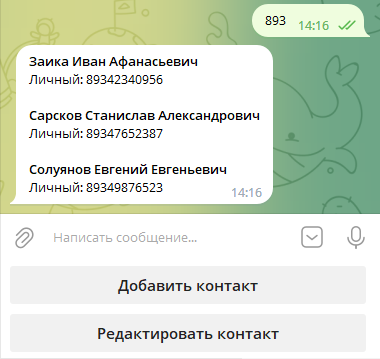 893
14:16
Заика Иван Афанасьевич
Личный: 89342340956
Сарсков Станислав Александрович
Личный: 89347652387
Солуянов Евгений Евгеньевич
Личный: 89349876523
14:16
Написать сообщение...
Добавить контакт
Редактировать контакт